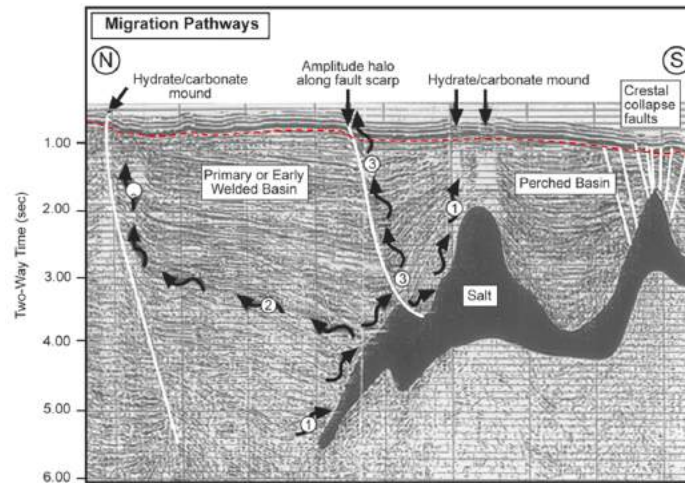 Migration Pathways
N
S
Hydrate/carbonate
mound
Amplitude halo
along fault scarp
Hydrate/carbonate mound
Crestal
collapse
faults
1.00
2.00
3.00
4.00
5.00
6.00
Two-Way Time (sec)
Primary or Early
Welded Basin
Perched Basin
Salt
3
1
3
2
1